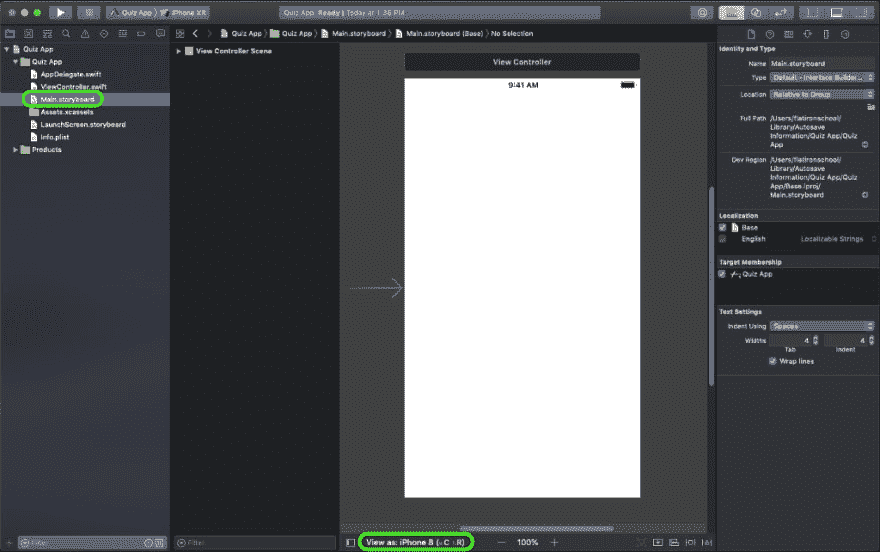 Quiz App
iPhone XR
Quiz App: Ready | Today at 1:36 PM
Quiz App
Quiz App
AppDelegate.swift
ViewController.swift
Main.storyboard
Assets.xcassets
LaunchScreen.storyboard
Info.plist
Products
Filter
Quiz App
Quiz App
Main.storyboard
Main.storyboard (Base)
No Selection
View Controller Scene
Filter
View Controller
9:41 AM
View as: iPhone 8 (wC hR)
100%
Identity and Type
Name Main.storyboard
Type Default - Interface Builder...
Location Relative to Group
Full Path /Users/flatironschool/
Library/Autosave
Information/Quiz App/Quiz
App
Dev Region /Users/flatironschool/
Library/Autosave
Information/Quiz App/Quiz
App/Base.lproj/
Main.storyboard
Localization
Base
English Localizable Strings
Target Membership
Quiz App
Text Settings
Indent Using Spaces
Widths 4 4
Tab Indent
Wrap lines